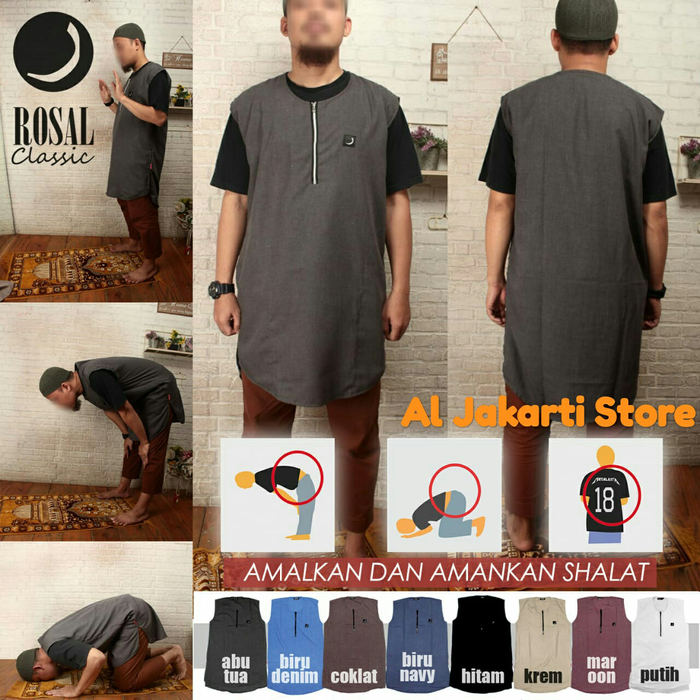 ROSAL
Classic
Al Jakarti Store
18
AMALKAN DAN AMANKAN SHALAT
abu
tua
biru
denim
coklat
biru
navy
hitam
krem
mar
oon
putih